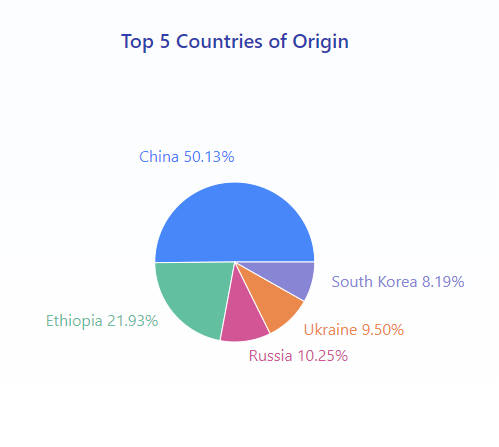 Top 5 Countries of Origin
China 50.13%
South Korea 8.19%
Ethiopia 21.93%
Ukraine 9.50%
Russia 10.25%